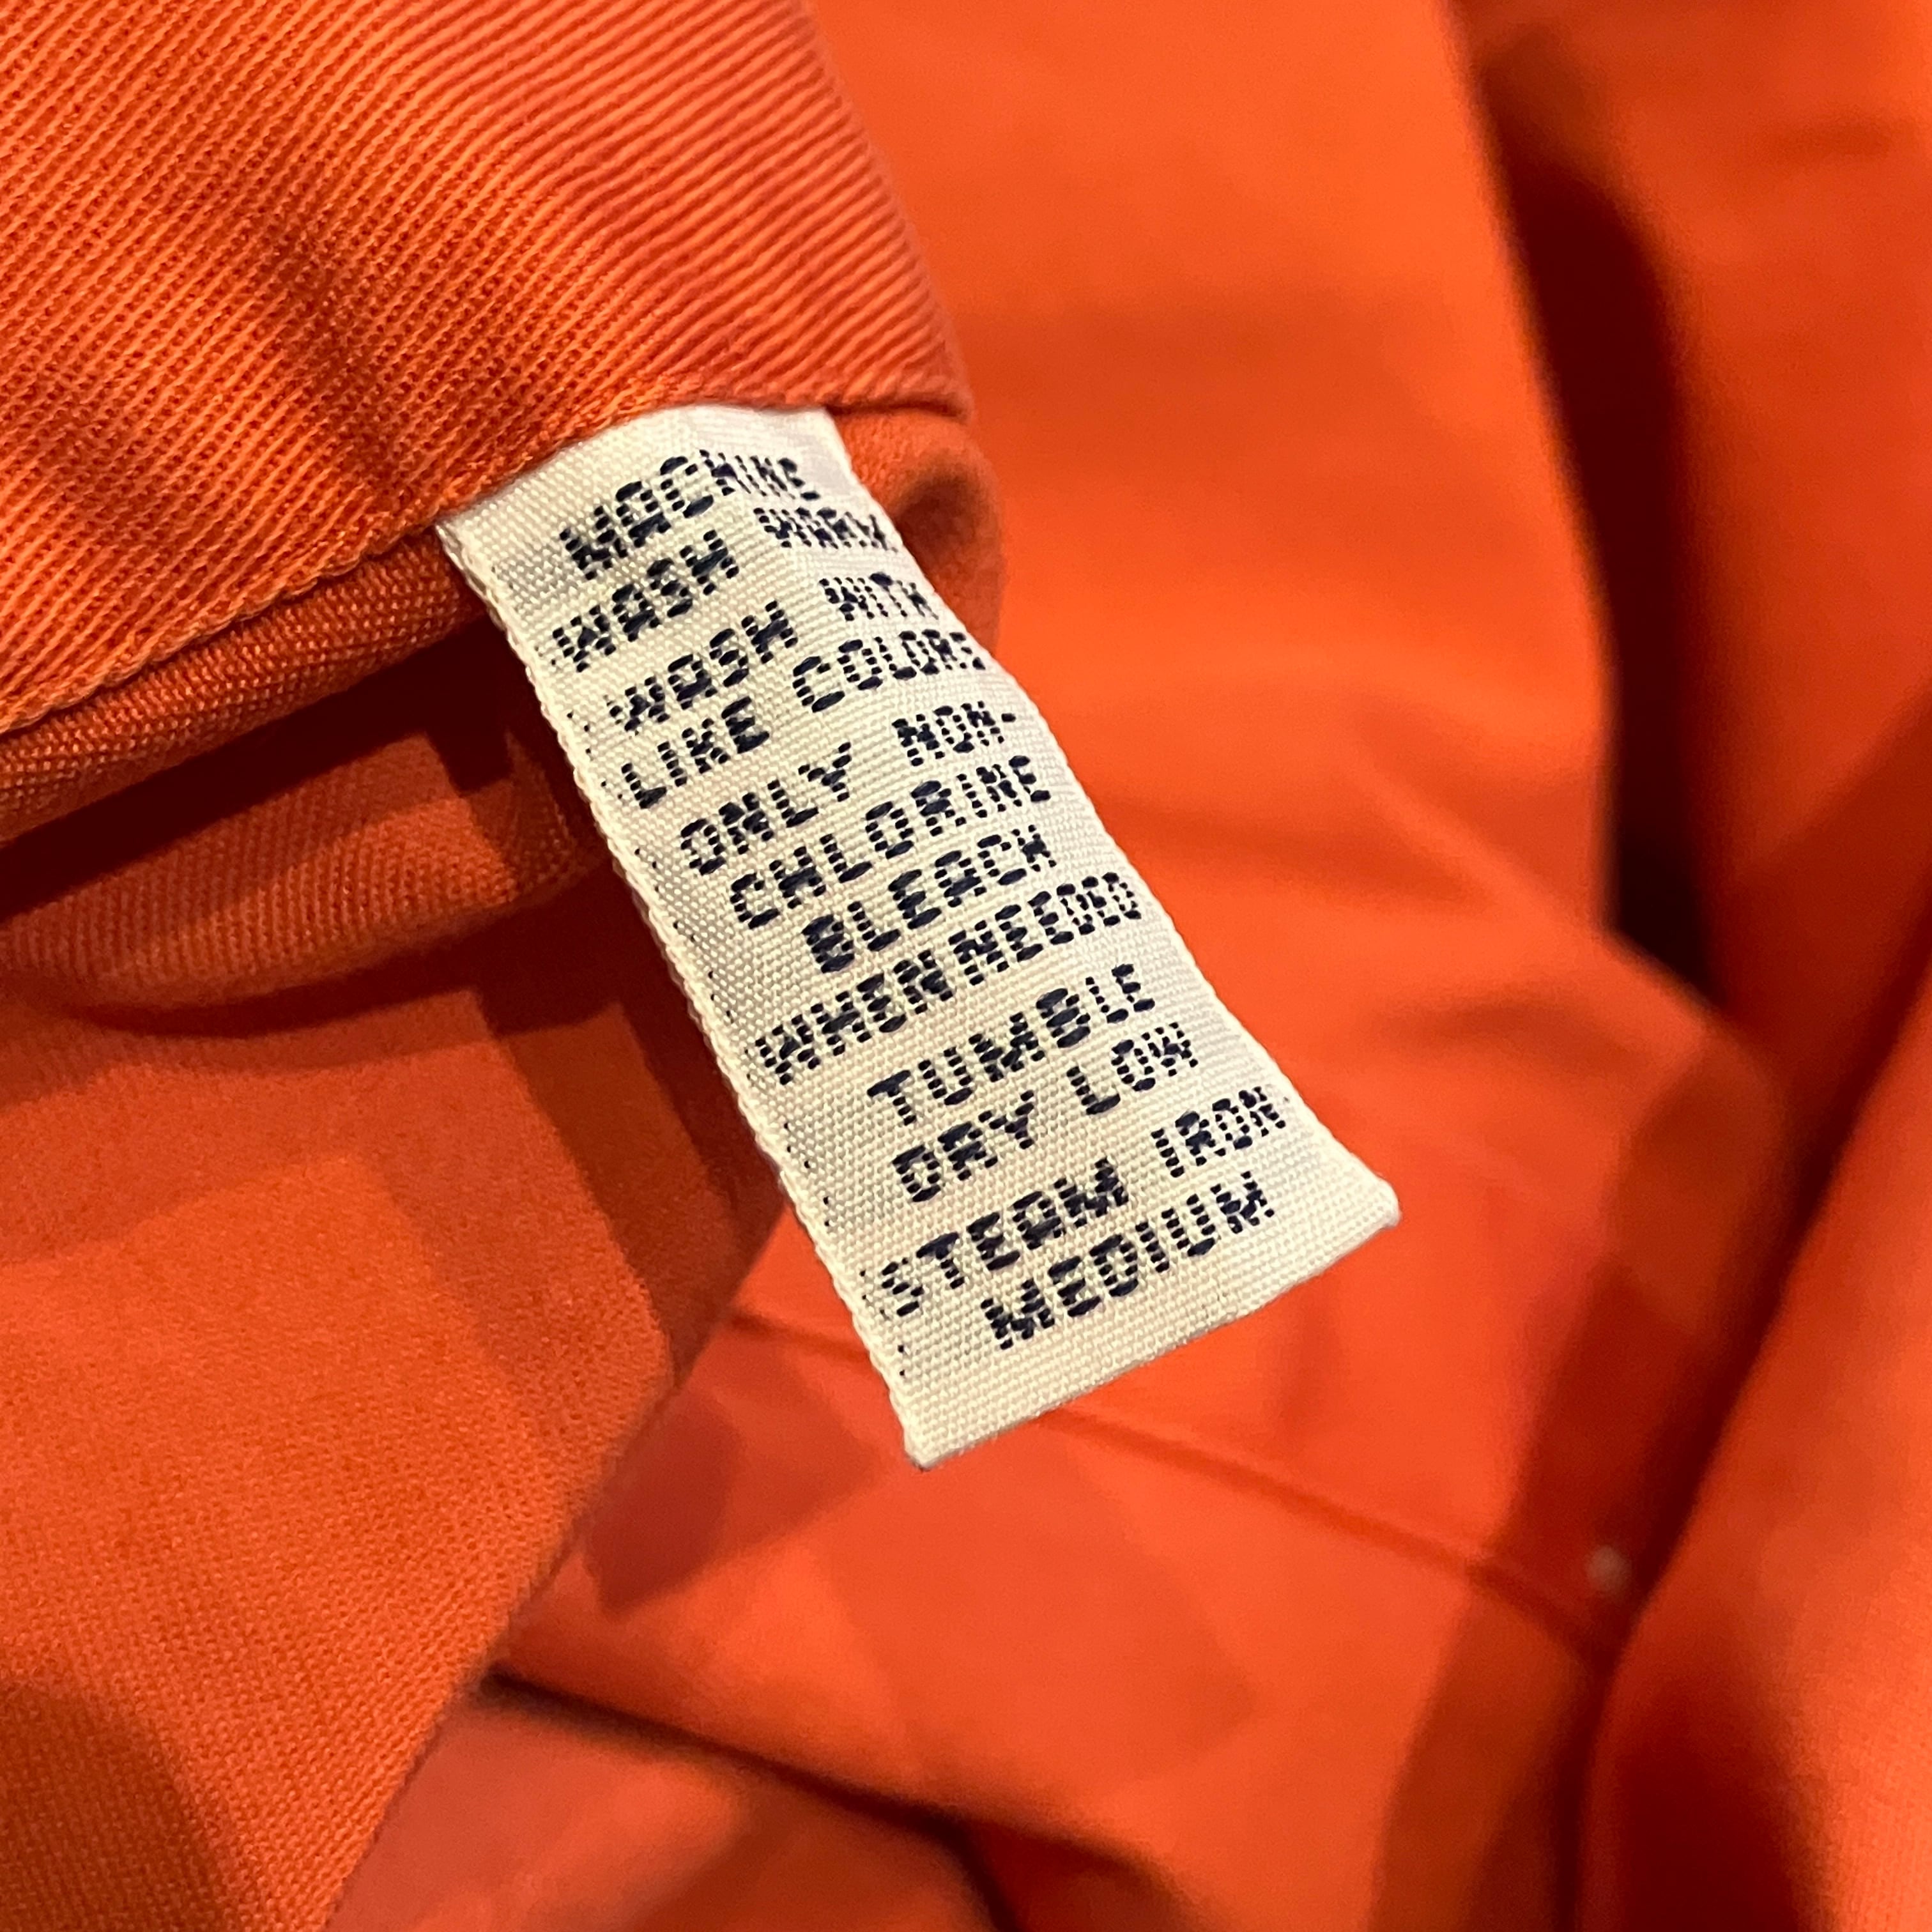 MACHINE
WASH WARM.
WASH WITH
LIKE COLORS
ONLY NON-
CHLORINE
BLEACH
WHEN NEEDED
TUMBLE
DRY LOW
STEAM IRON
MEDIUM